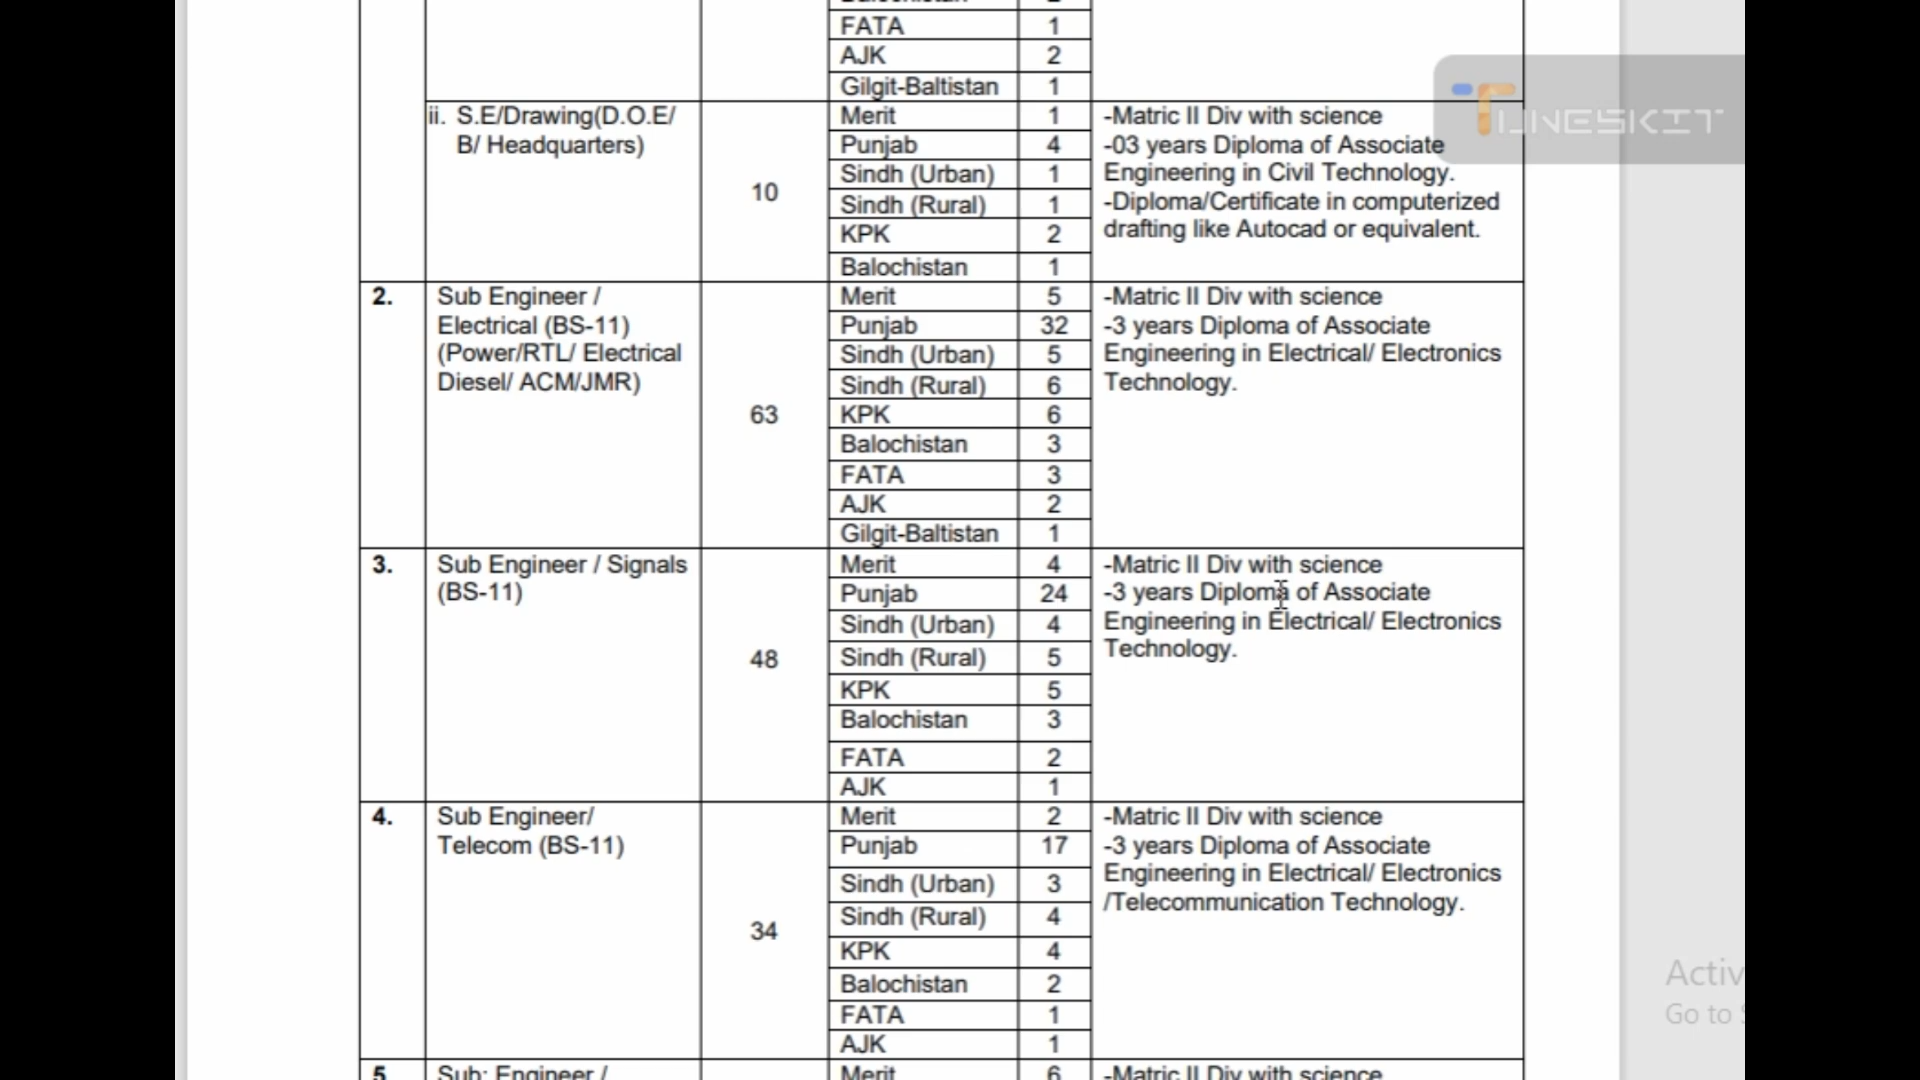 Balochistan 2
FATA 1
AJK 2
Gilgit-Baltistan 1
ii. S.E/Drawing(D.O.E/
B/ Headquarters)
10
Merit 1
Punjab 4
Sindh (Urban) 1
Sindh (Rural) 1
KPK 2
Balochistan 1
-Matric II Div with science
-03 years Diploma of Associate
Engineering in Civil Technology.
-Diploma/Certificate in computerized
drafting like Autocad or equivalent.
TUNESKIT
2.
Sub Engineer /
Electrical (BS-11)
(Power/RTL/ Electrical
Diesel/ ACM/JMR)
63
Merit 5
Punjab 32
Sindh (Urban) 5
Sindh (Rural) 6
KPK 6
Balochistan 3
FATA 3
AJK 2
Gilgit-Baltistan 1
-Matric II Div with science
-3 years Diploma of Associate
Engineering in Electrical/ Electronics
Technology.
3.
Sub Engineer / Signals
(BS-11)
48
Merit 4
Punjab 24
Sindh (Urban) 4
Sindh (Rural) 5
KPK 5
Balochistan 3
FATA 2
AJK 1
-Matric II Div with science
-3 years Diploma of Associate
Engineering in Electrical/ Electronics
Technology.
4.
Sub Engineer/
Telecom (BS-11)
34
Merit 2
Punjab 17
Sindh (Urban) 3
Sindh (Rural) 4
KPK 4
Balochistan 2
FATA 1
AJK 1
-Matric II Div with science
-3 years Diploma of Associate
Engineering in Electrical/ Electronics
/Telecommunication Technology.
5
Sub: Engineer /
Merit 6
-Matric II Div with science
Activ
Go to S